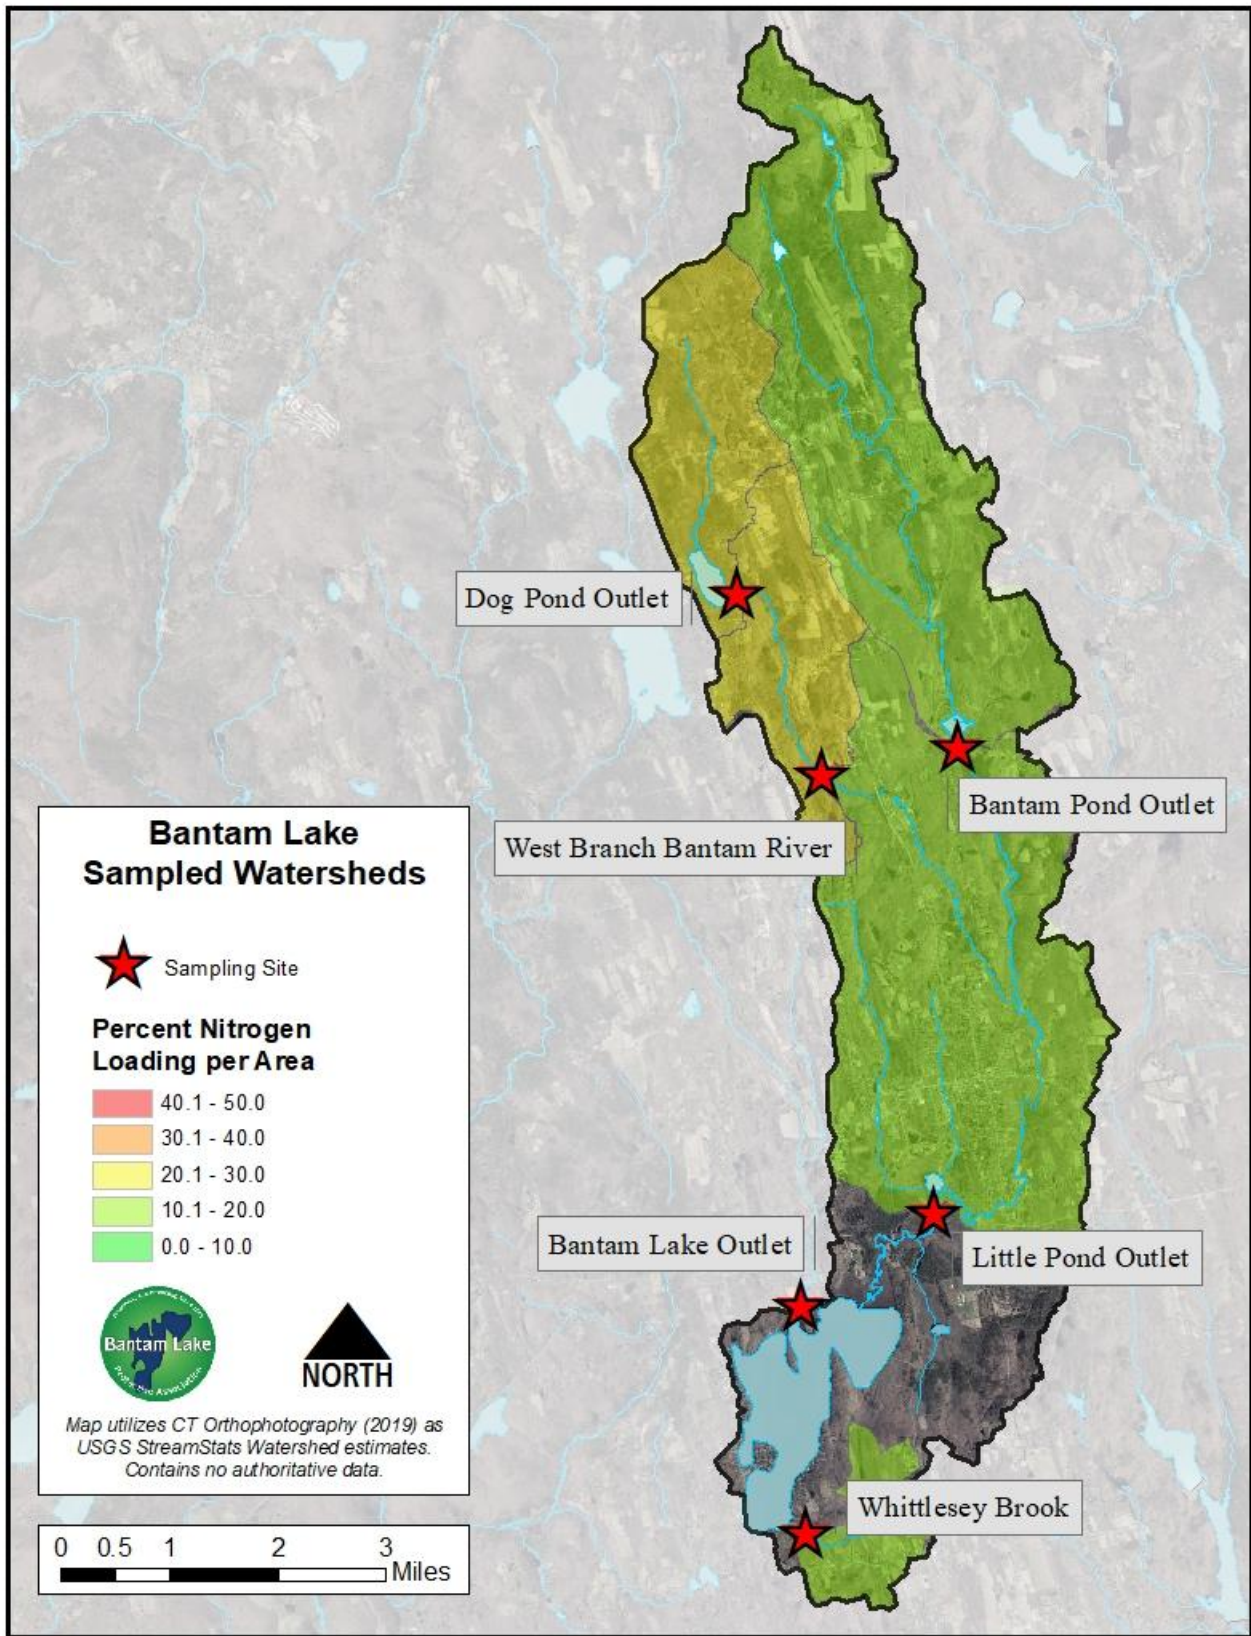 Dog Pond Outlet
Bantam Pond Outlet
West Branch Bantam River
Bantam Lake
Sampled Watersheds
Sampling Site
Percent Nitrogen
Loading per Area
40.1 - 50.0
30.1 - 40.0
20.1 - 30.0
10.1 - 20.0
0.0 - 10.0
Bantam Lake Outlet
Little Pond Outlet
Bantam Lake
Protective Association
NORTH
Map utilizes CT Orthophotography (2019) as
USGS StreamStats Watershed estimates.
Contains no authoritative data.
Whittlesey Brook
0 0.5 1 2 3
Miles